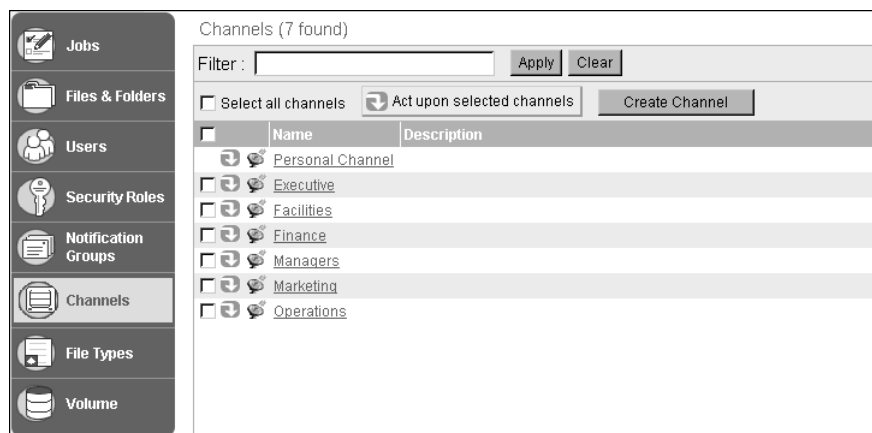 Jobs
Files & Folders
Users
Security Roles
Notification
Groups
Channels
File Types
Volume
Channels (7 found)
Filter :
Apply
Clear
Select all channels
Act upon selected channels
Create Channel
Name
Description
Personal Channel
Executive
Facilities
Finance
Managers
Marketing
Operations